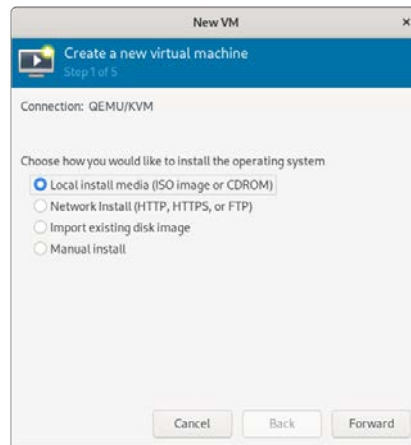 New VM
×
Create a new virtual machine
Step 1 of 5
Connection: QEMU/KVM
Choose how you would like to install the operating system
Local install media (ISO image or CDROM)
Network Install (HTTP, HTTPS, or FTP)
Import existing disk image
Manual install
Cancel Back Forward